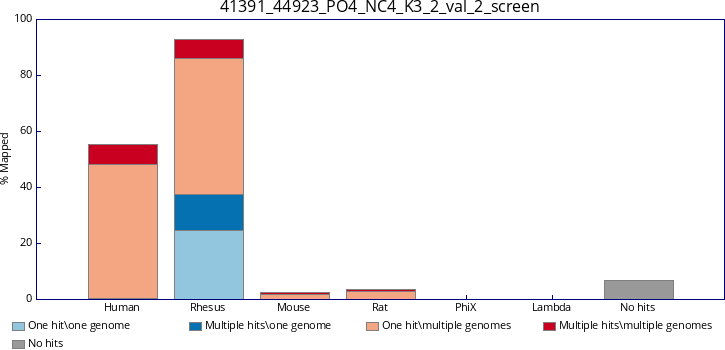 41391_44923_PO4_NC4_K3_2_val_2_screen
100
80
60
40
20
0
% Mapped
Human Rhesus Mouse Rat PhiX Lambda No hits
One hit\one genome Multiple hits\one genome One hit\multiple genomes Multiple hits\multiple genomes
No hits